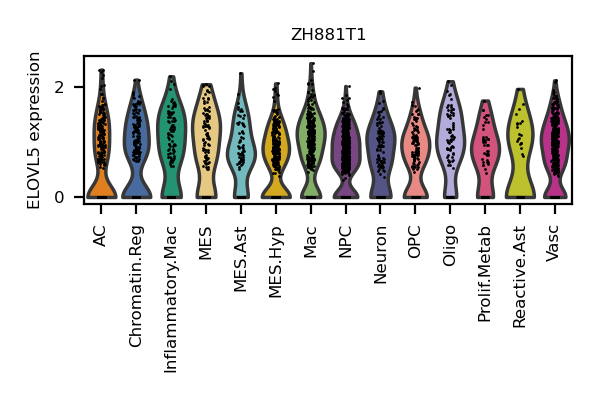 ZH881T1
ELOVL5 expression
2
0
AC
Chromatin.Reg
Inflammatory.Mac
MES
MES.Ast
MES.Hyp
Mac
NPC
Neuron
OPC
Oligo
Prolif.Metab
Reactive.Ast
Vasc